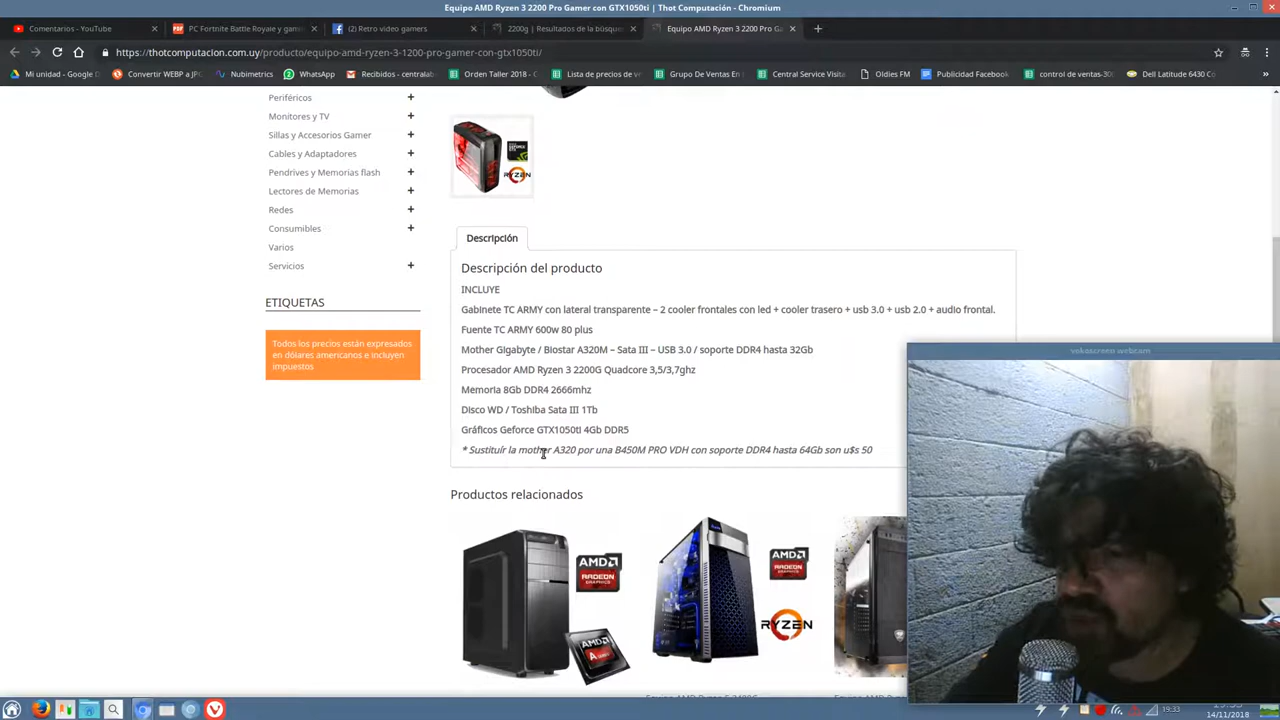 Equipo AMD Ryzen 3 2200 Pro Gamer con GTX1050ti | Thot Computación - Chromium
Comentarios - YouTube
PC Fortnite Battle Royale y gam
(2) Retro video gamers
2200g | Resultados de la búsqu
Equipo AMD Ryzen 3 2200 Pro Ga
https://thotcomputacion.com.uy/producto/equipo-amd-ryzen-3-1200-pro-gamer-con-gtx1050ti/
Mi unidad - Google D
Convertir WEBP a JPG
Nubimetrics
WhatsApp
Recibidos - centralab
Orden Taller 2018 - C
Lista de precios de v
Grupo De Ventas En
Central Service Visita
Oldies FM
Publicidad Facebook
control de ventas-300
Dell Latitude 6430 Co
Periféricos +
Monitores y TV +
Sillas y Accesorios Gamer +
Cables y Adaptadores +
Pendrives y Memorias flash +
Lectores de Memorias +
Redes +
Consumibles +
Varios
Servicios +
ETIQUETAS
Todos los precios están expresados
en dólares americanos e incluyen
impuestos
RYZEN
Descripción
Descripción del producto
INCLUYE
Gabinete TC ARMY con lateral transparente – 2 cooler frontales con led + cooler trasero + usb 3.0 + usb 2.0 + audio frontal.
Fuente TC ARMY 600w 80 plus
Mother Gigabyte / Biostar A320M – Sata III – USB 3.0 / soporte DDR4 hasta 32Gb
Procesador AMD Ryzen 3 2200G Quadcore 3,5/3,7ghz
Memoria 8Gb DDR4 2666mhz
Disco WD / Toshiba Sata III 1Tb
Gráficos Geforce GTX1050ti 4Gb DDR5
* Sustituír la mother A320 por una B450M PRO VDH con soporte DDR4 hasta 64Gb son u$s 50
Productos relacionados
AMD
RADEON
GRAPHICS
AMD
A
AMD
RADEON
GRAPHICS
RYZEN
vokoscreen webcam
19:33
14/11/2018